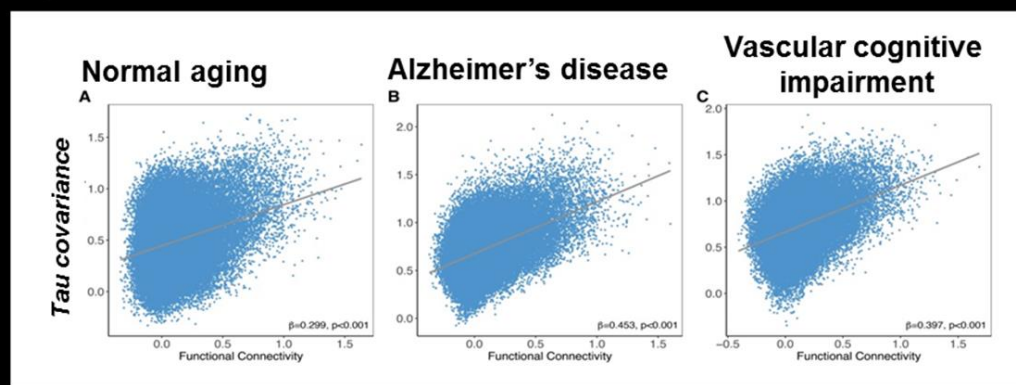 Normal aging
Alzheimer's disease
Vascular cognitive
impairment
Tau covariance
A
1.5
1.0
0.5
0.0
β=0.299, p<0.001
0.0 0.5 1.0 1.5
Functional Connectivity
B
2.0
1.5
1.0
0.5
0.0
β=0.453, p<0.001
0.0 0.5 1.0 1.5
Functional Connectivity
C
2.0
1.5
1.0
0.5
0.0
β=0.397, p<0.001
−0.5 0.0 0.5 1.0 1.5
Functional Connectivity